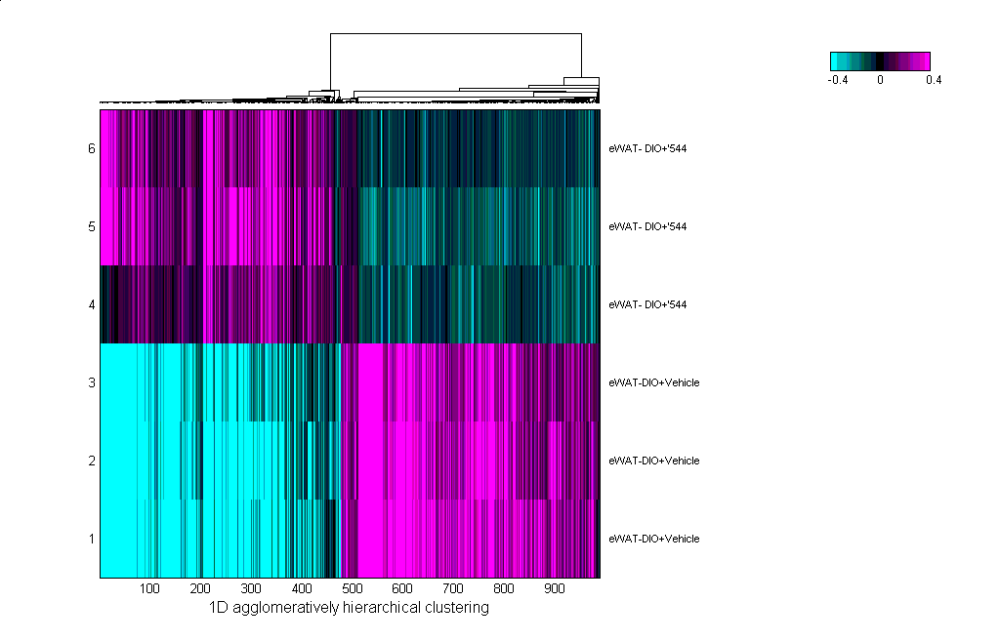 -0.4 0 0.4
6 eWAT- DIO+'544
5 eWAT- DIO+'544
4 eWAT- DIO+'544
3 eWAT-DIO+Vehicle
2 eWAT-DIO+Vehicle
1 eWAT-DIO+Vehicle
100 200 300 400 500 600 700 800 900
1D agglomeratively hierarchical clustering